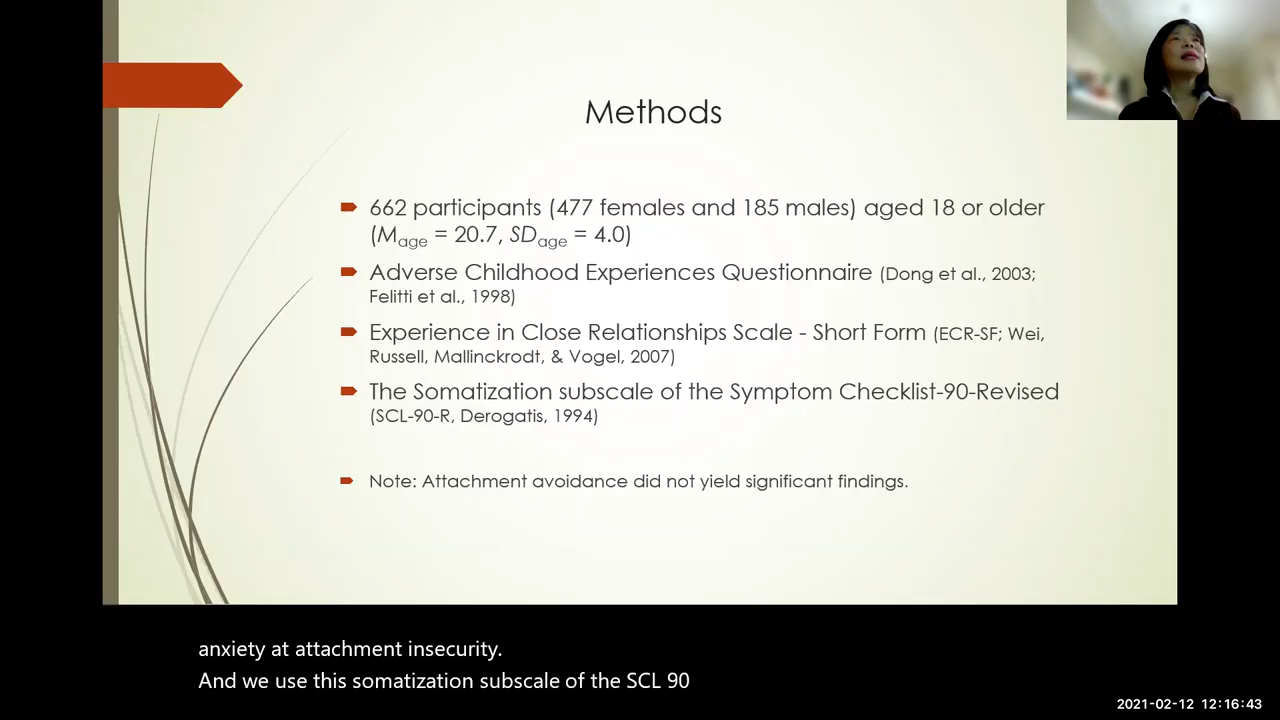 Methods
662 participants (477 females and 185 males) aged 18 or older
(Mage = 20.7, SDage = 4.0)
Adverse Childhood Experiences Questionnaire (Dong et al., 2003;
Felitti et al., 1998)
Experience in Close Relationships Scale - Short Form (ECR-SF; Wei,
Russell, Mallinckrodt, & Vogel, 2007)
The Somatization subscale of the Symptom Checklist-90-Revised
(SCL-90-R, Derogatis, 1994)
Note: Attachment avoidance did not yield significant findings.
anxiety at attachment insecurity.
And we use this somatization subscale of the SCL 90
2021-02-12 12:16:43